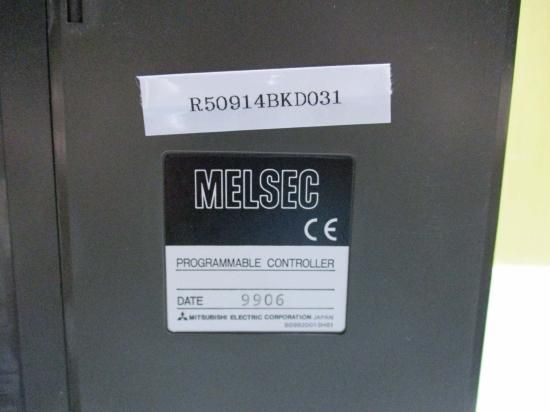 R50914BKD031
MELSEC
CE
PROGRAMMABLE CONTROLLER
DATE 9906
MITSUBISHI ELECTRIC CORPORATION JAPAN